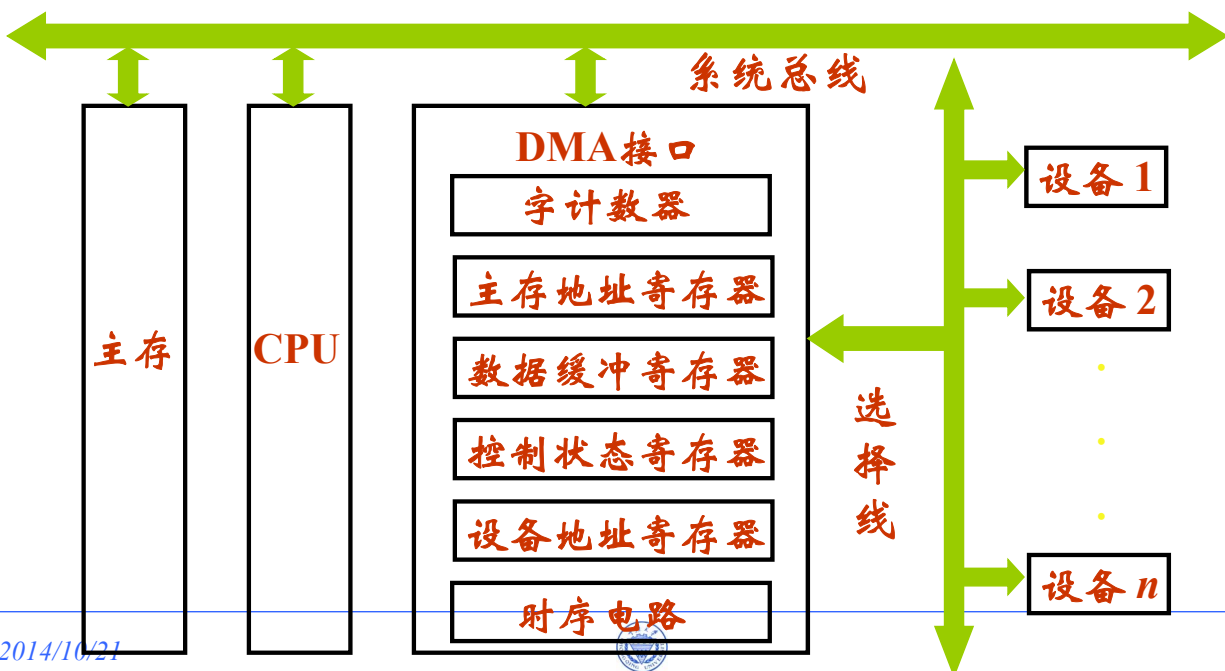 系统总线
DMA接口
字计数器
主存地址寄存器
数据缓冲寄存器
控制状态寄存器
设备地址寄存器
时序电路
主存
CPU
选择线
设备 1
设备 2
设备 n
2014/10/21